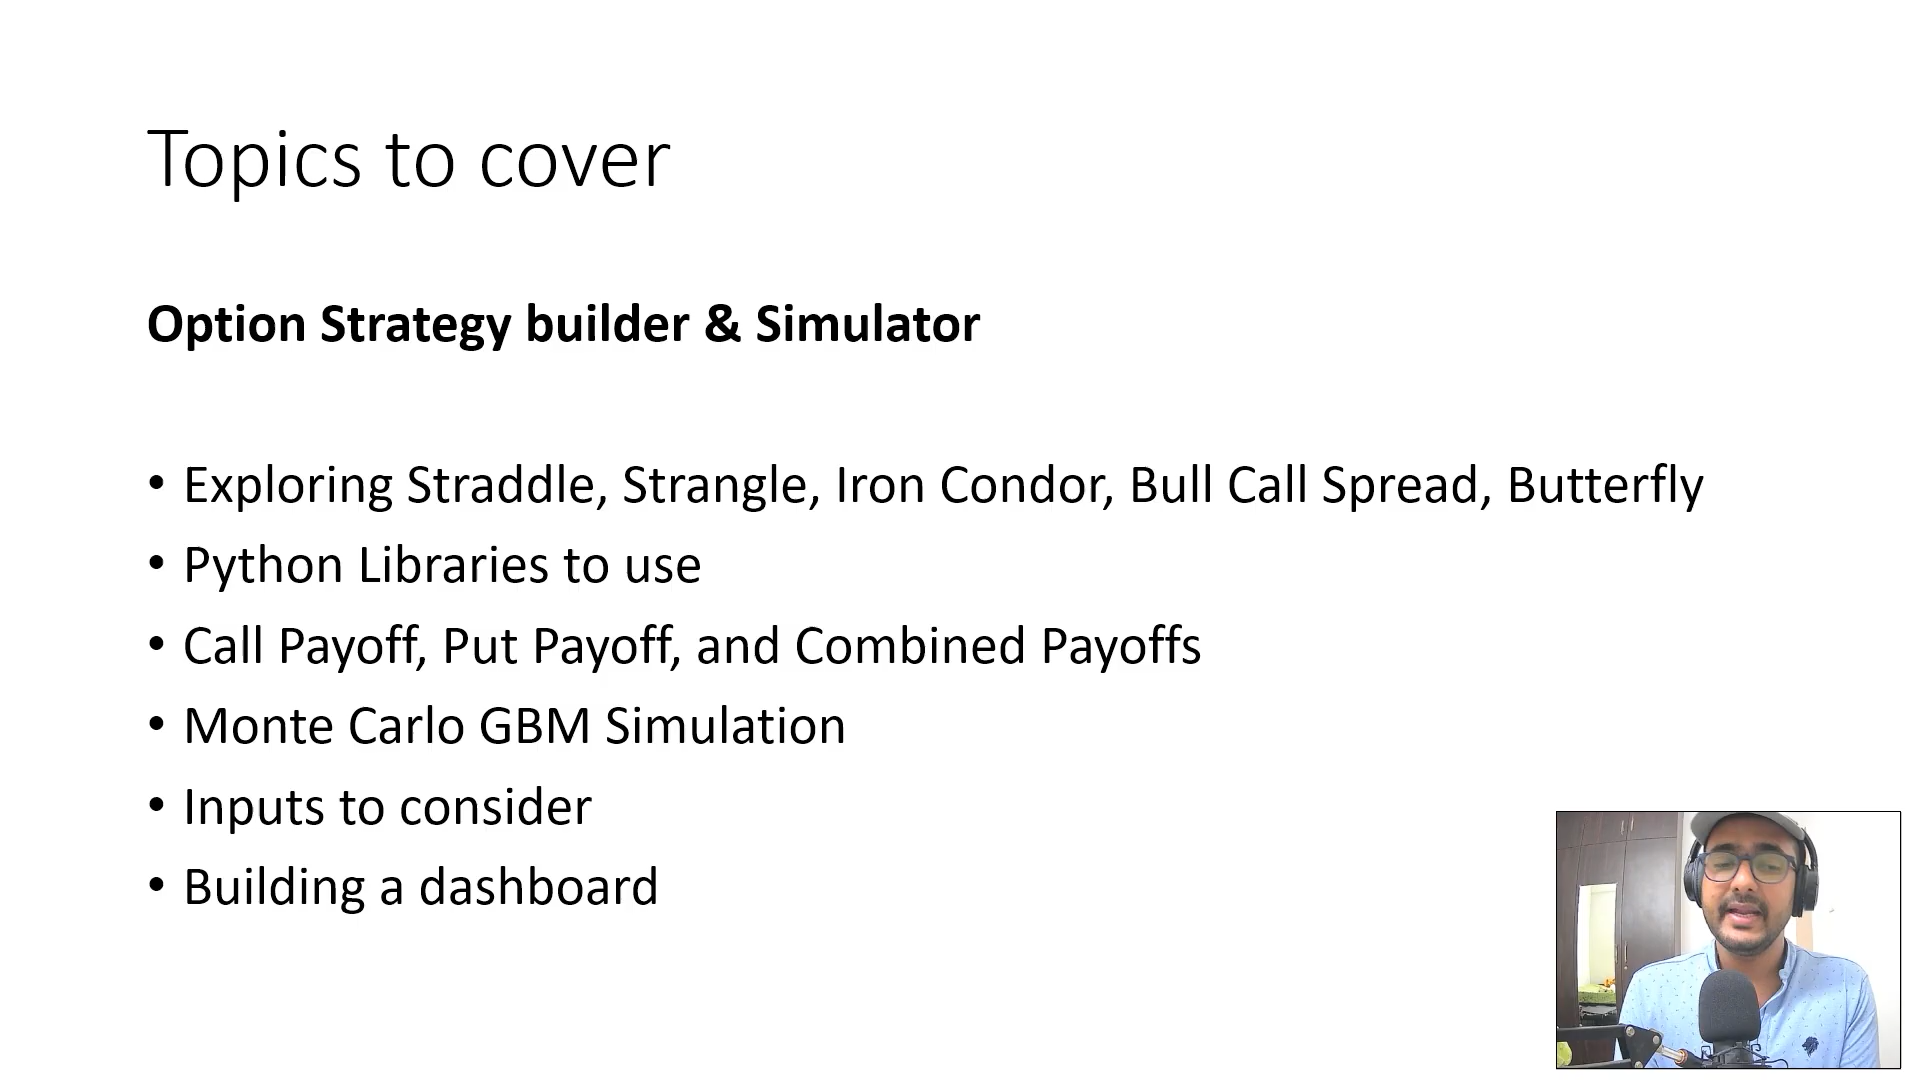 Topics to cover
Option Strategy builder & Simulator
• Exploring Straddle, Strangle, Iron Condor, Bull Call Spread, Butterfly
• Python Libraries to use
• Call Payoff, Put Payoff, and Combined Payoffs
• Monte Carlo GBM Simulation
• Inputs to consider
• Building a dashboard